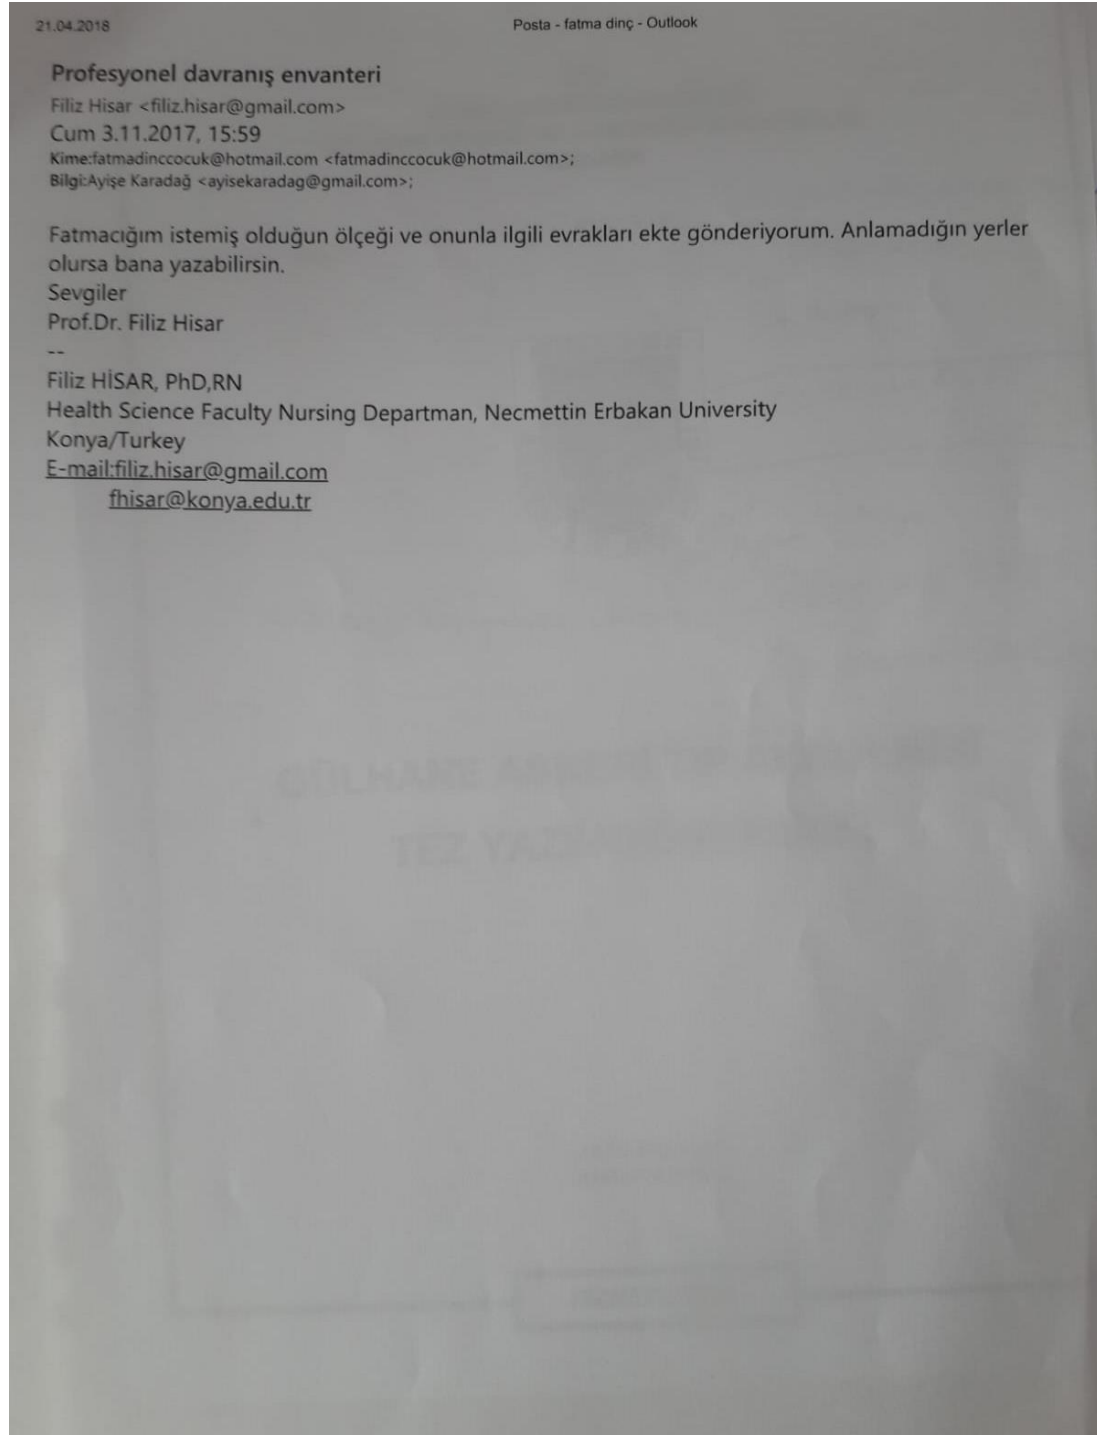 21.04.2018
Posta - fatma dinç - Outlook
Profesyonel davranış envanteri
Filiz Hisar <filiz.hisar@gmail.com>
Cum 3.11.2017, 15:59
Kime:fatmadinccocuk@hotmail.com <fatmadinccocuk@hotmail.com>;
Bilgi:Ayişe Karadağ <ayisekaradag@gmail.com>;
Fatmacığım istemiş olduğun ölçeği ve onunla ilgili evrakları ekte gönderiyorum. Anlamadığın yerler
olursa bana yazabilirsin.
Sevgiler
Prof.Dr. Filiz Hisar
--
Filiz HİSAR, PhD,RN
Health Science Faculty Nursing Departman, Necmettin Erbakan University
Konya/Turkey
E-mail:filiz.hisar@gmail.com
fhisar@konya.edu.tr
GÜLHANE
TEZ